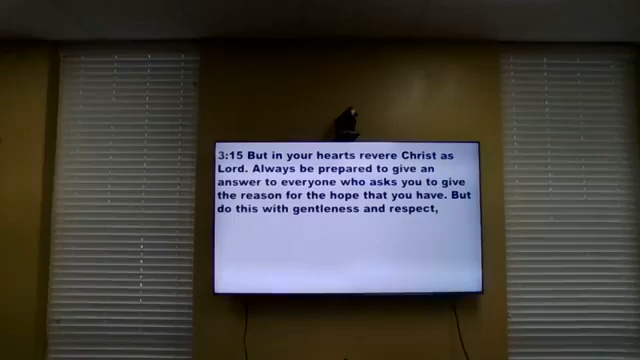 3:15 But in your hearts revere Christ as
Lord. Always be prepared to give an
answer to everyone who asks you to give
the reason for the hope that you have. But
do this with gentleness and respect,